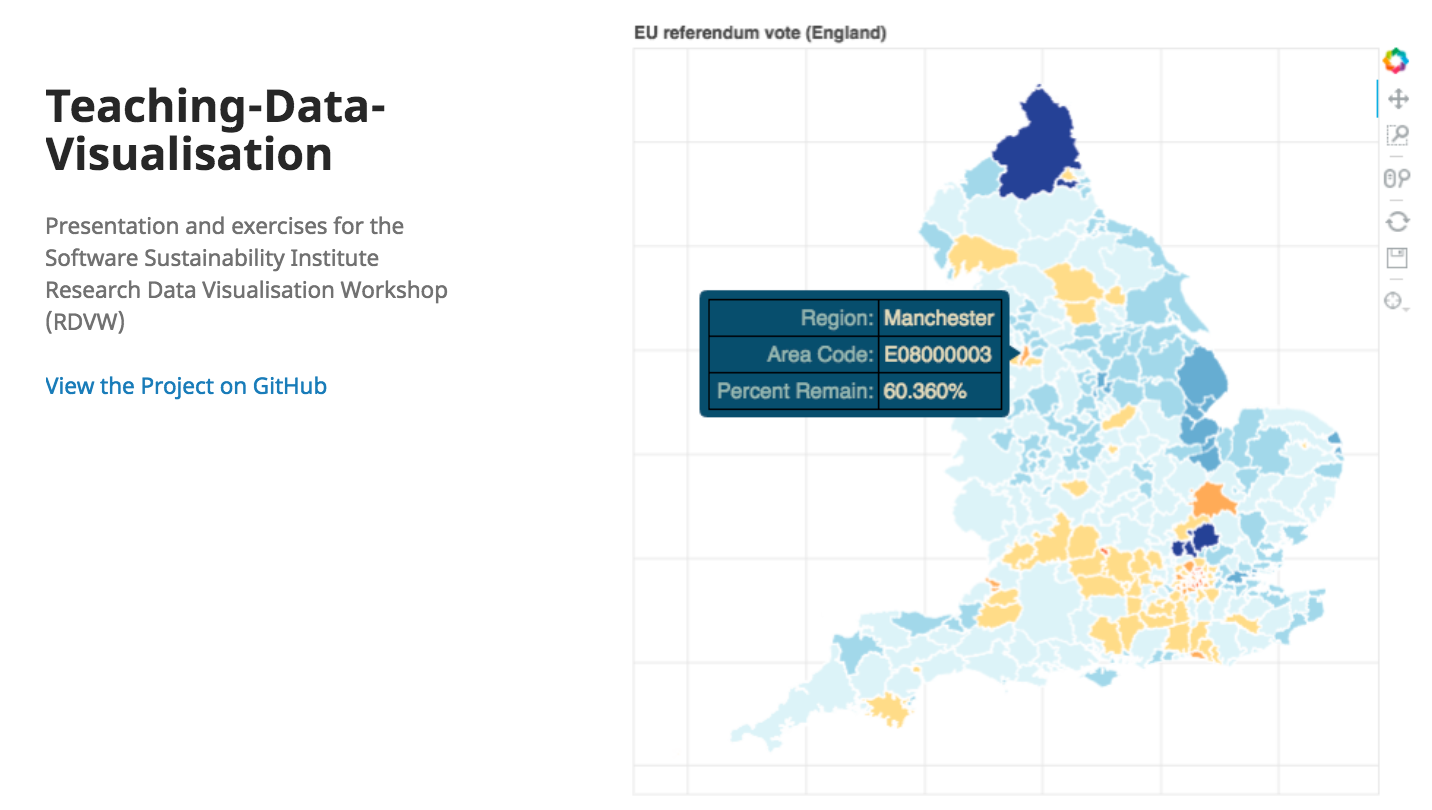 Teaching-Data-
Visualisation
Presentation and exercises for the
Software Sustainability Institute
Research Data Visualisation Workshop
(RDVW)
View the Project on GitHub
EU referendum vote (England)
Region: Manchester
Area Code: E08000003
Percent Remain: 60.360%